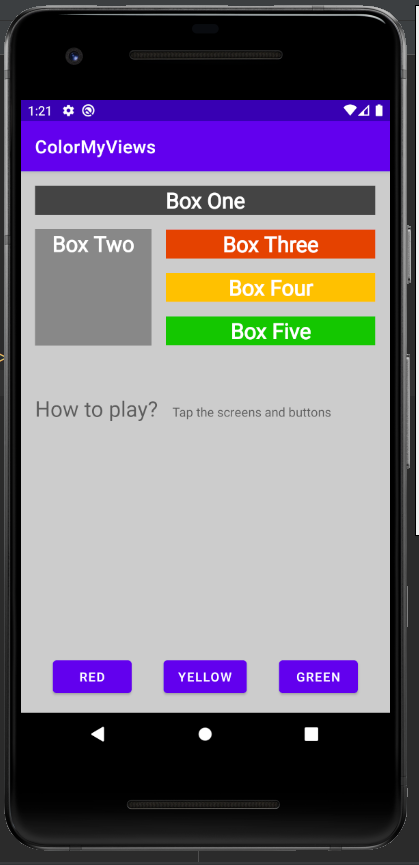 1:21
ColorMyViews
Box One
Box Two
Box Three
Box Four
Box Five
How to play? Tap the screens and buttons
RED YELLOW GREEN